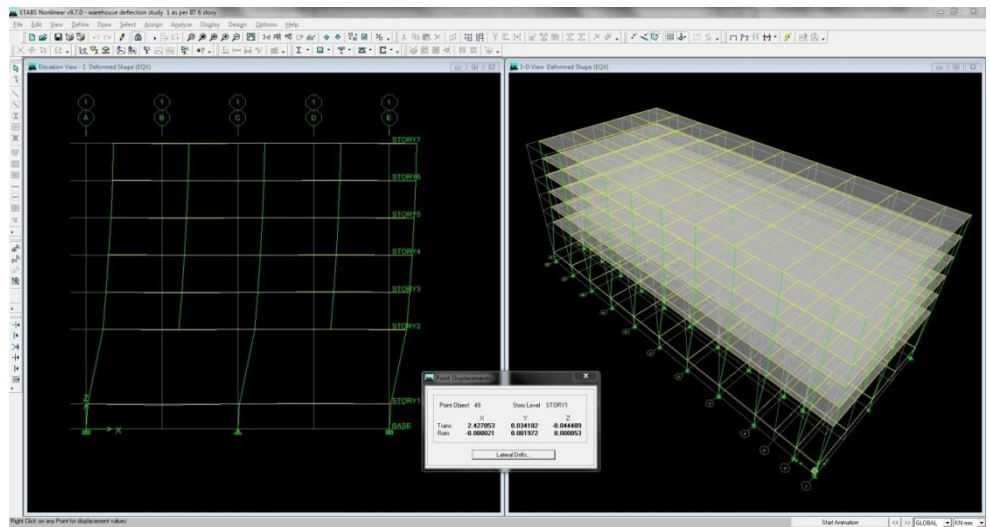 ETABS Nonlinear v9.7.0 - warehouse deflection study 1 as per BT 6 story
File Edit View Define Draw Select Assign Analyze Display Design Options Help
Elevation View - 1 Deformed Shape (EQX)
3-D View Deformed Shape (EQX)
1 1 1 1 1
A B C D E
STORY7
STORY6
STORY5
STORY4
STORY3
STORY2
STORY1
BASE
Z
X
Point Displacements
Point Object 49 Story Level STORY1
X Y Z
Trans 2.427053 0.034182 -0.044489
Rotn -0.000021 0.001972 0.000053
Lateral Drifts...
Right Click on any Point for displacement values
Start Animation << >> GLOBAL KN-mm